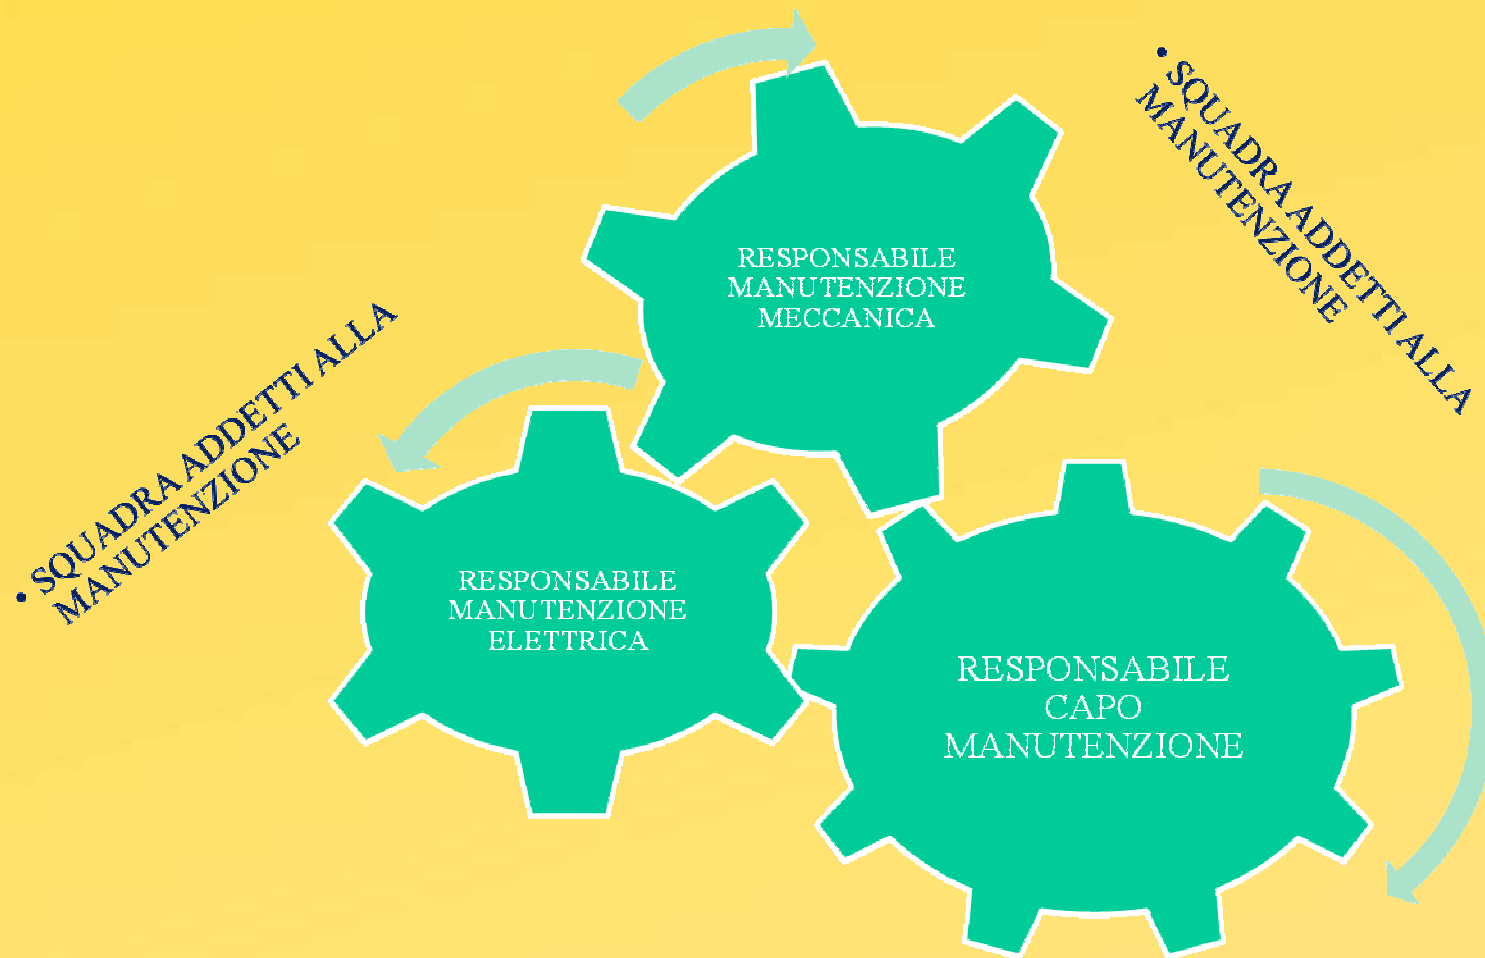 • SQUADRA ADDETTI ALLA
MANUTENZIONE
RESPONSABILE
MANUTENZIONE
MECCANICA
• SQUADRA ADDETTI ALLA
MANUTENZIONE
RESPONSABILE
MANUTENZIONE
ELETTRICA
RESPONSABILE
CAPO
MANUTENZIONE